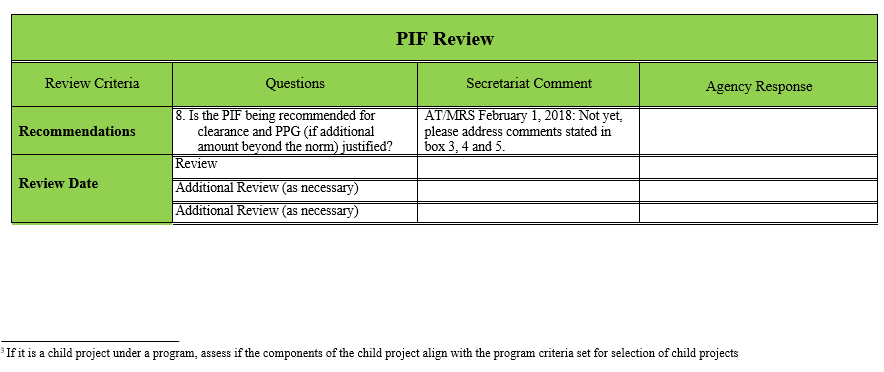 PIF Review
Review Criteria
Questions
Secretariat Comment
Agency Response
Recommendations
8. Is the PIF being recommended for
clearance and PPG (if additional
amount beyond the norm) justified?
AT/MRS February 1, 2018: Not yet,
please address comments stated in
box 3, 4 and 5.
Review Date
Review
Additional Review (as necessary)
Additional Review (as necessary)
3 If it is a child project under a program, assess if the components of the child project align with the program criteria set for selection of child projects